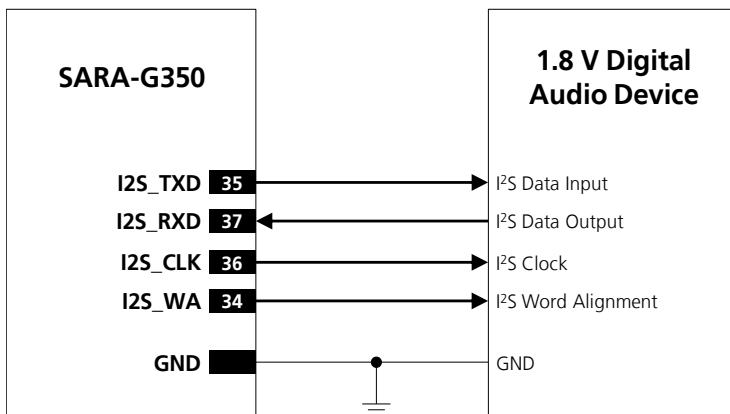 SARA-G350
1.8 V Digital
Audio Device
I2S_TXD 35 I²S Data Input
I2S_RXD 37 I²S Data Output
I2S_CLK 36 I²S Clock
I2S_WA 34 I²S Word Alignment
GND GND